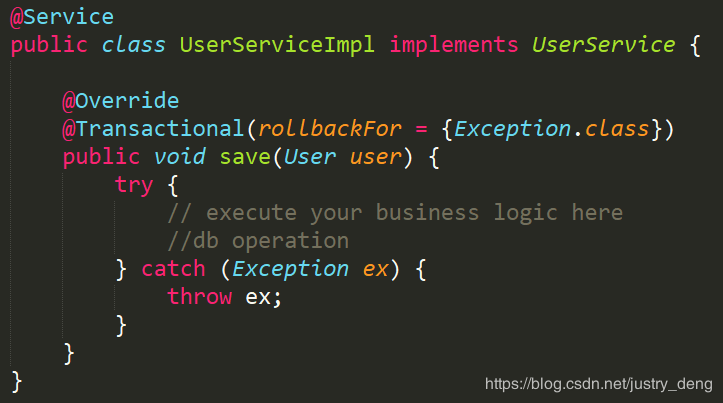 @Service
public class UserServiceImpl implements UserService {
@Override
@Transactional(rollbackFor = {Exception.class})
public void save(User user) {
try {
// execute your business logic here
//db operation
} catch (Exception ex) {
throw ex;
}
}
}
https://blog.csdn.net/justry_deng